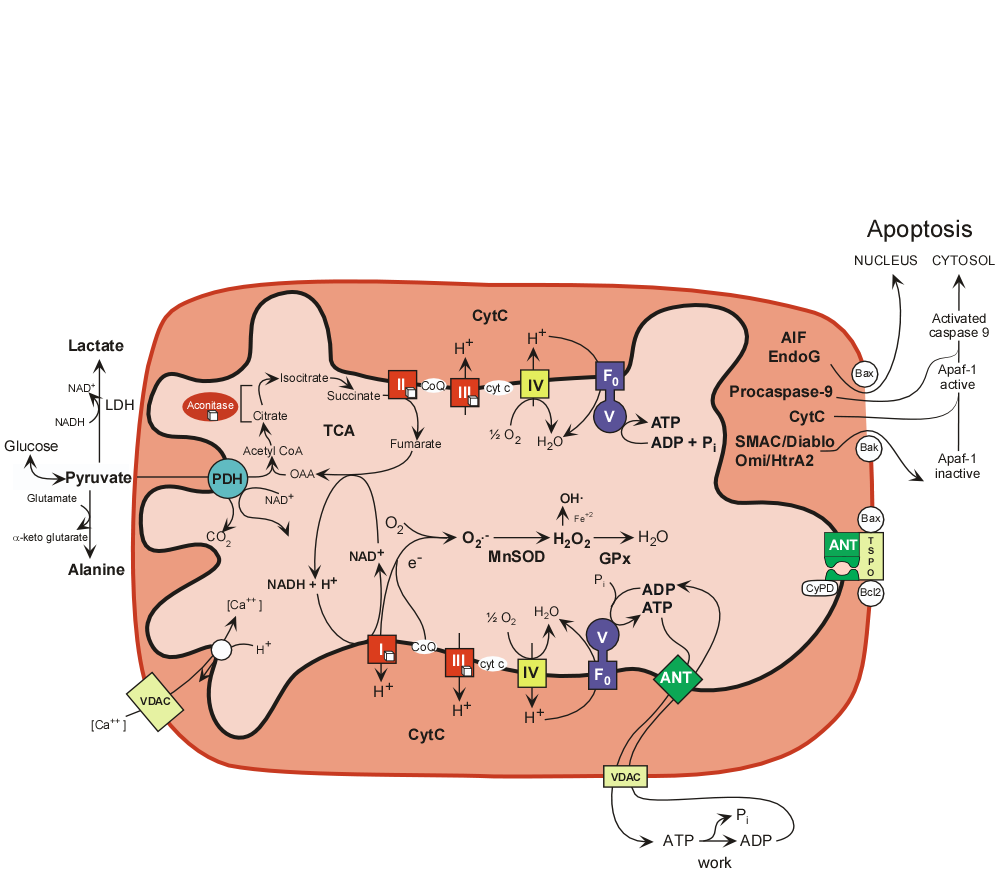 Apoptosis
NUCLEUS CYTOSOL
Activated
caspase 9
Apaf-1
active
Apaf-1
inactive
AIF
EndoG
Procaspase-9
CytC
SMAC/Diablo
Omi/HtrA2
Bax
Bak
Bax
ANT
TSPO
CyPD
Bcl2
CytC
H⁺
H⁺
II
CoQ
III
cyt c
IV
F₀
V
½ O₂
H₂O
ATP
ADP + Pᵢ
Lactate
NAD⁺
LDH
NADH
Glucose
Pyruvate
Glutamate
α-keto glutarate
Alanine
Aconitase
Isocitrate
Succinate
Citrate
TCA
Acetyl CoA
Fumarate
PDH
OAA
NAD⁺
CO₂
O₂
e⁻
O₂·⁻
MnSOD
OH·
Fe⁺²
H₂O₂
GPx
H₂O
NAD⁺
NADH + H⁺
[Ca⁺⁺]
H⁺
VDAC
[Ca⁺⁺]
I
CoQ
III
cyt c
IV
F₀
V
½ O₂
H₂O
Pᵢ
ADP
ATP
ANT
H⁺
H⁺
H⁺
CytC
VDAC
ATP
Pᵢ
ADP
work